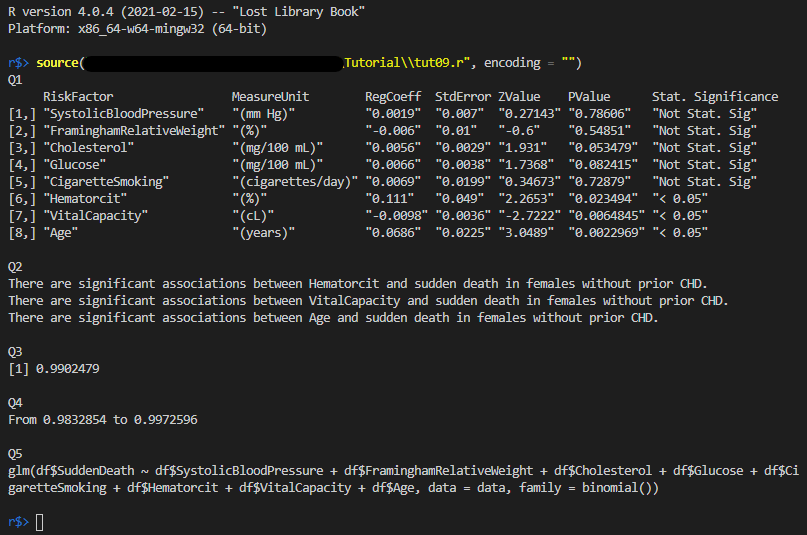 R version 4.0.4 (2021-02-15) -- "Lost Library Book"
Platform: x86_64-w64-mingw32 (64-bit)
r$> source( Tutorial\\tut09.r", encoding = "")
Q1
RiskFactor MeasureUnit RegCoeff StdError ZValue PValue Stat. Significance
[1,] "SystolicBloodPressure" "(mm Hg)" "0.0019" "0.007" "0.27143" "0.78606" "Not Stat. Sig"
[2,] "FraminghamRelativeWeight" "(%)" "-0.006" "0.01" "-0.6" "0.54851" "Not Stat. Sig"
[3,] "Cholesterol" "(mg/100 mL)" "0.0056" "0.0029" "1.931" "0.053479" "Not Stat. Sig"
[4,] "Glucose" "(mg/100 mL)" "0.0066" "0.0038" "1.7368" "0.082415" "Not Stat. Sig"
[5,] "CigaretteSmoking" "(cigarettes/day)" "0.0069" "0.0199" "0.34673" "0.72879" "Not Stat. Sig"
[6,] "Hematorcit" "(%)" "0.111" "0.049" "2.2653" "0.023494" "< 0.05"
[7,] "VitalCapacity" "(cL)" "-0.0098" "0.0036" "-2.7222" "0.0064845" "< 0.05"
[8,] "Age" "(years)" "0.0686" "0.0225" "3.0489" "0.0022969" "< 0.05"
Q2
There are significant associations between Hematorcit and sudden death in females without prior CHD.
There are significant associations between VitalCapacity and sudden death in females without prior CHD.
There are significant associations between Age and sudden death in females without prior CHD.
Q3
[1] 0.9902479
Q4
From 0.9832854 to 0.9972596
Q5
glm(df$SuddenDeath ~ df$SystolicBloodPressure + df$FraminghamRelativeWeight + df$Cholesterol + df$Glucose + df$Ci
garetteSmoking + df$Hematorcit + df$VitalCapacity + df$Age, data = data, family = binomial())
r$>